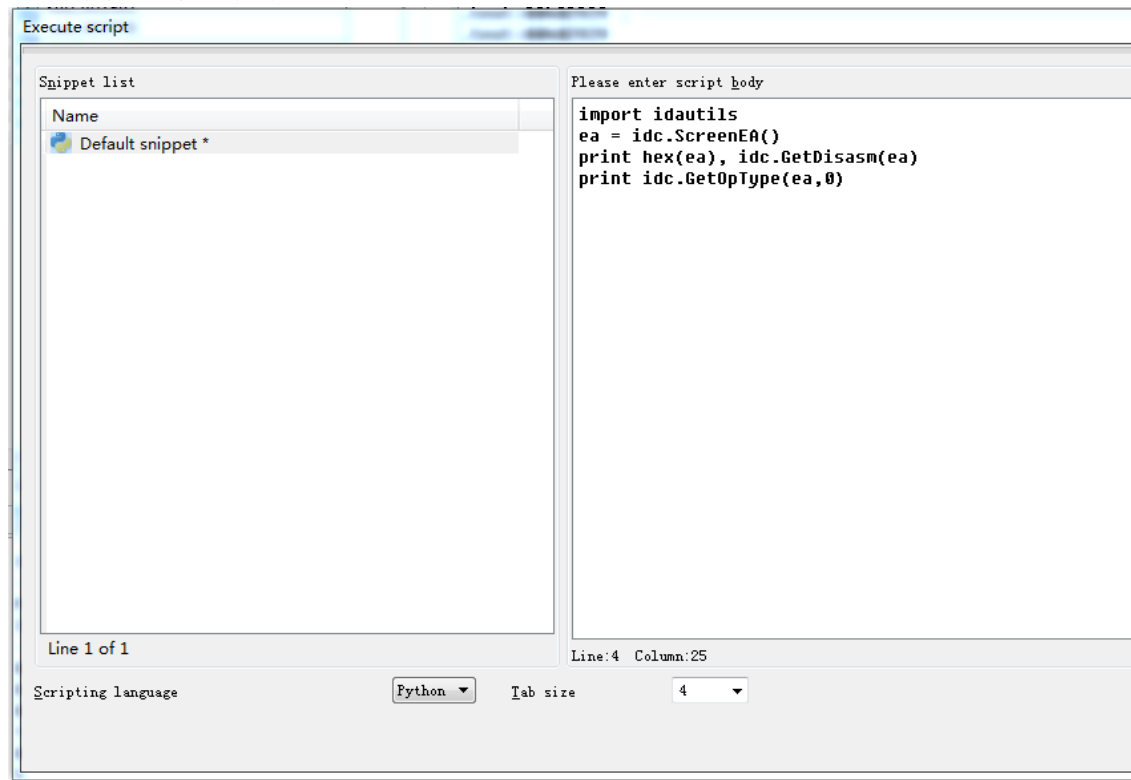 Execute script
Snippet list
Name
Default snippet *
Line 1 of 1
Please enter script body
import idautils
ea = idc.ScreenEA()
print hex(ea), idc.GetDisasm(ea)
print idc.GetOpType(ea,0)
Line:4 Column:25
Scripting language
Python
Tab size
4